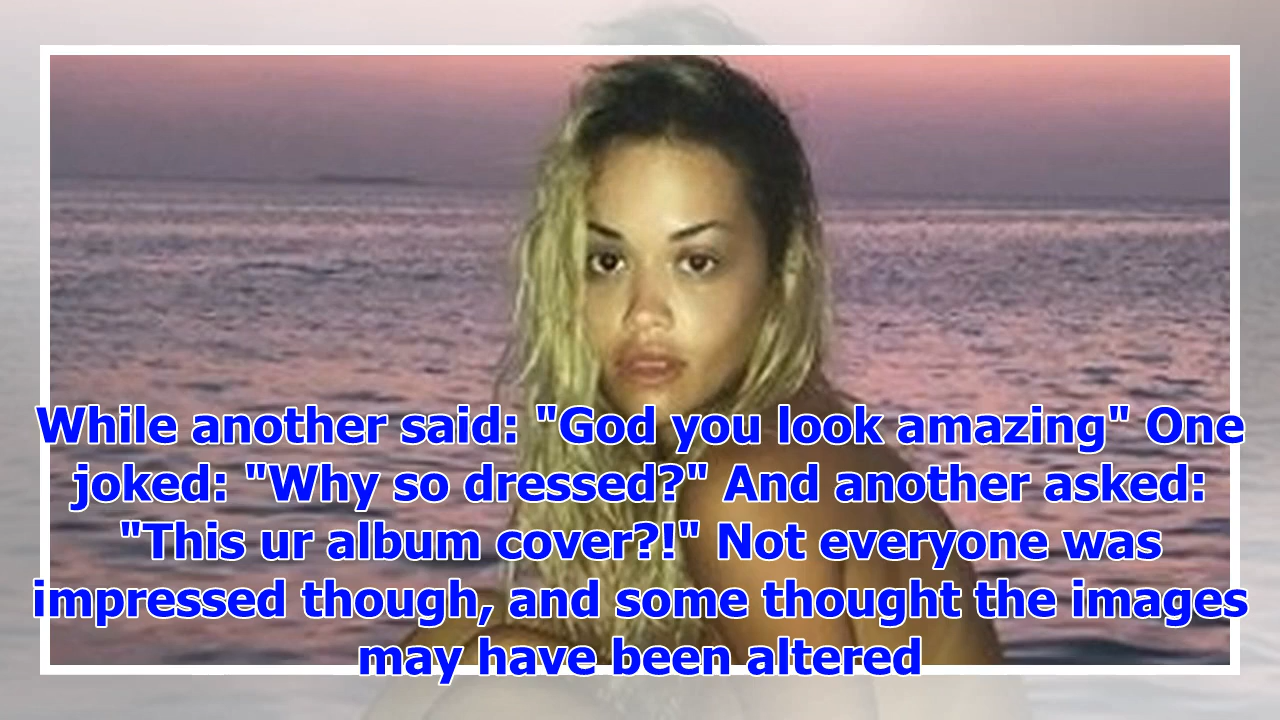 While another said: "God you look amazing" One
joked: "Why so dressed?" And another asked:
"This ur album cover?!" Not everyone was
impressed though, and some thought the images
may have been altered